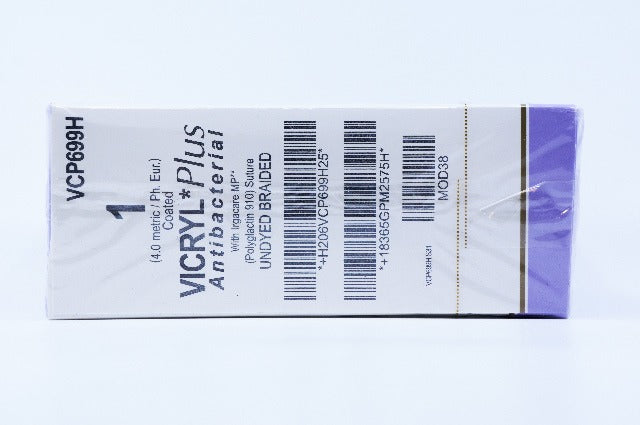 VCP699H
1
(4.0 metric / Ph. Eur.)
Coated
VICRYL* Plus
Antibacterial
With Irgacare MP**
(Polyglactin 910) Suture
UNDYED BRAIDED
*+H206VCP699H25*
*+18365GPM2575H*
MOD38